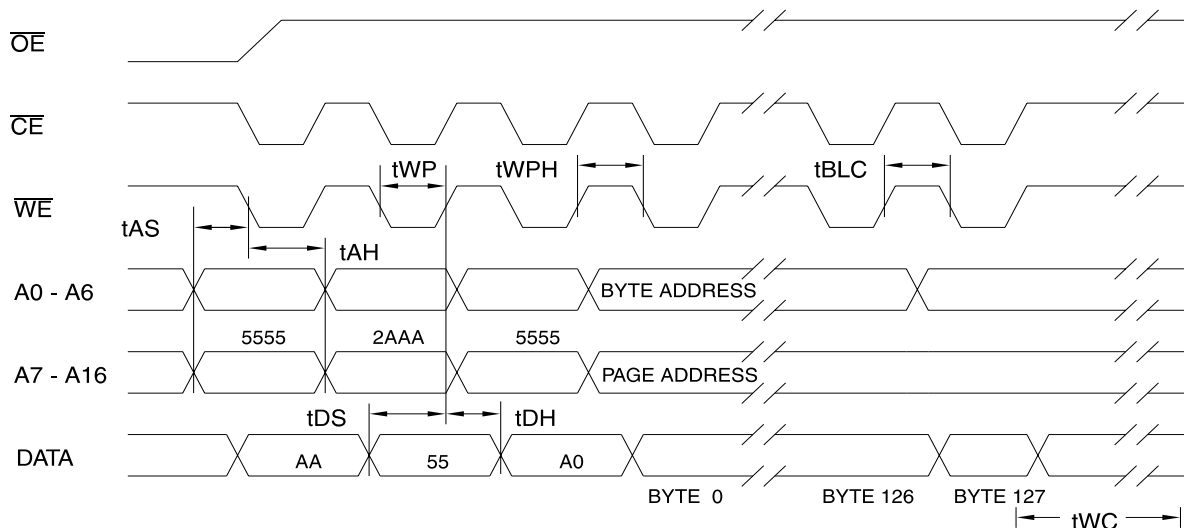 OE
CE
tWP tWPH tBLC
WE
tAS
tAH
A0 - A6 BYTE ADDRESS
5555 2AAA 5555
A7 - A16 PAGE ADDRESS
tDS tDH
DATA AA 55 A0
BYTE 0 BYTE 126 BYTE 127
tWC